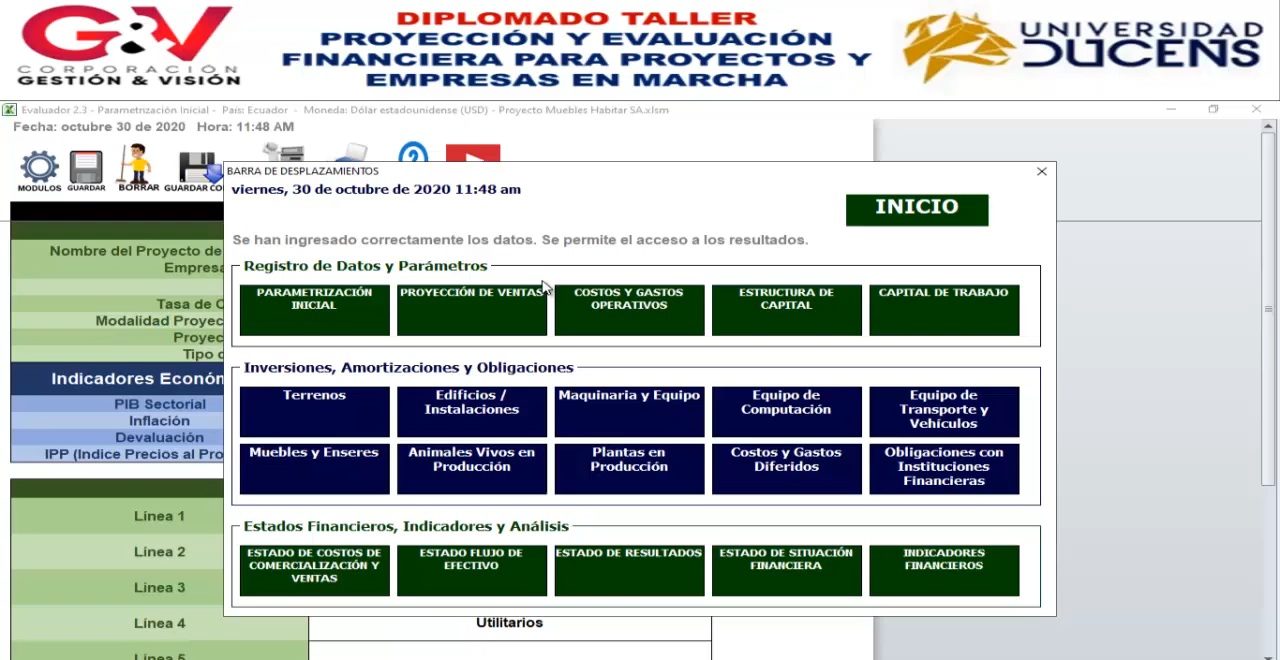 G&V
CORPORACIÓN
GESTIÓN & VISIÓN
DIPLOMADO TALLER
PROYECCIÓN Y EVALUACIÓN
FINANCIERA PARA PROYECTOS Y
EMPRESAS EN MARCHA
UNIVERSIDAD
DUCENS
Evaluador 2.3 - Parametrización Inicial - País: Ecuador - Moneda: Dólar estadounidense (USD) - Proyecto Muebles Habitar SA.xlsm
Fecha: octubre 30 de 2020 Hora: 11:48 AM
MODULOS GUARDAR BORRAR GUARDAR CO
BARRA DE DESPLAZAMIENTOS
viernes, 30 de octubre de 2020 11:48 am
INICIO
Se han ingresado correctamente los datos. Se permite el acceso a los resultados.
Registro de Datos y Parámetros
PARAMETRIZACIÓN
INICIAL
PROYECCIÓN DE VENTAS
COSTOS Y GASTOS
OPERATIVOS
ESTRUCTURA DE
CAPITAL
CAPITAL DE TRABAJO
Inversiones, Amortizaciones y Obligaciones
Terrenos
Edificios /
Instalaciones
Maquinaria y Equipo
Equipo de
Computación
Equipo de
Transporte y
Vehículos
Muebles y Enseres
Animales Vivos en
Producción
Plantas en
Producción
Costos y Gastos
Diferidos
Obligaciones con
Instituciones
Financieras
Estados Financieros, Indicadores y Análisis
ESTADO DE COSTOS DE
COMERCIALIZACIÓN Y
VENTAS
ESTADO FLUJO DE
EFECTIVO
ESTADO DE RESULTADOS
ESTADO DE SITUACIÓN
FINANCIERA
INDICADORES
FINANCIEROS
Nombre del Proyecto de
Empresa
Tasa de
Modalidad Proyec
Proyec
Tipo
Indicadores Económ
PIB Sectorial
Inflación
Devaluación
IPP (Indice Precios al Pro
Línea 1
Línea 2
Línea 3
Línea 4
Utilitarios
Línea 5